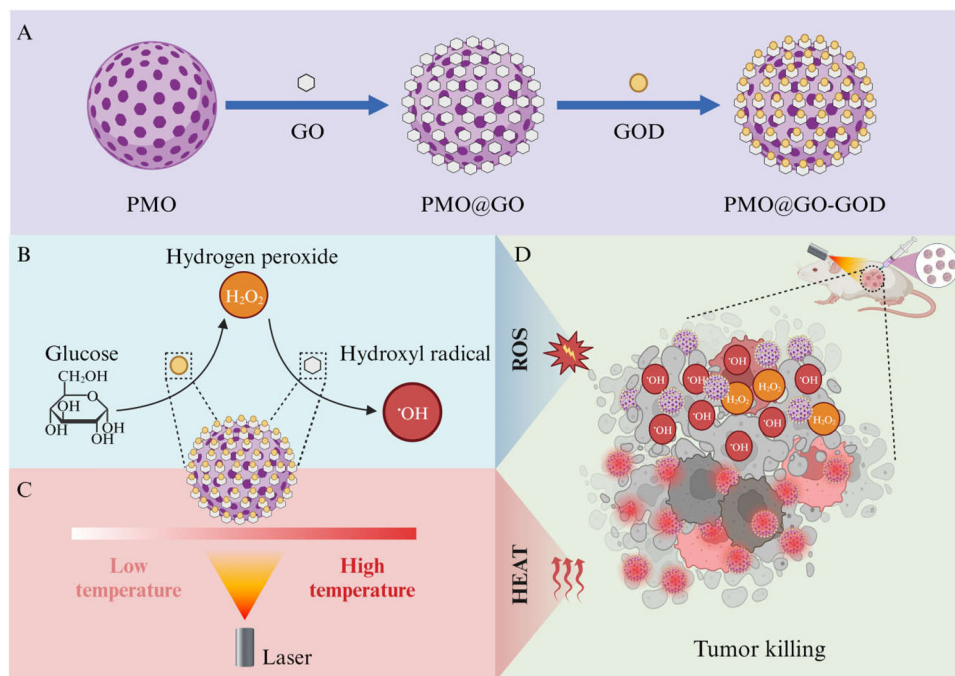 A
GO
GOD
PMO
PMO@GO
PMO@GO-GOD
B
Hydrogen peroxide
H₂O₂
Glucose
CH₂OH
O
OH
OH
OH
OH
Hydroxyl radical
·OH
C
Low
temperature
High
temperature
Laser
D
ROS
HEAT
·OH
·OH
·OH
·OH
H₂O₂
H₂O₂
·OH
·OH
·OH
H₂O₂
·OH
·OH
Tumor killing